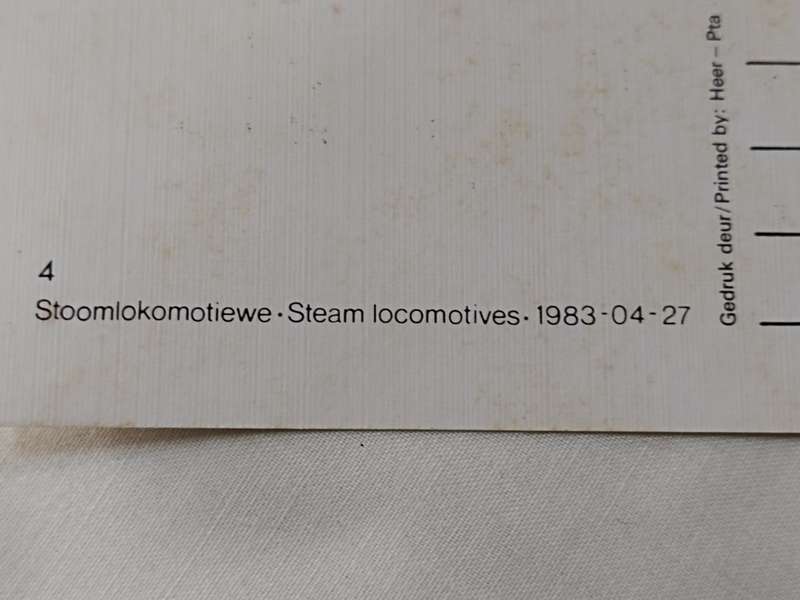 4
Stoomlokomotiewe · Steam locomotives · 1983-04-27
Gedruk deur/Printed by: Heer – Pta